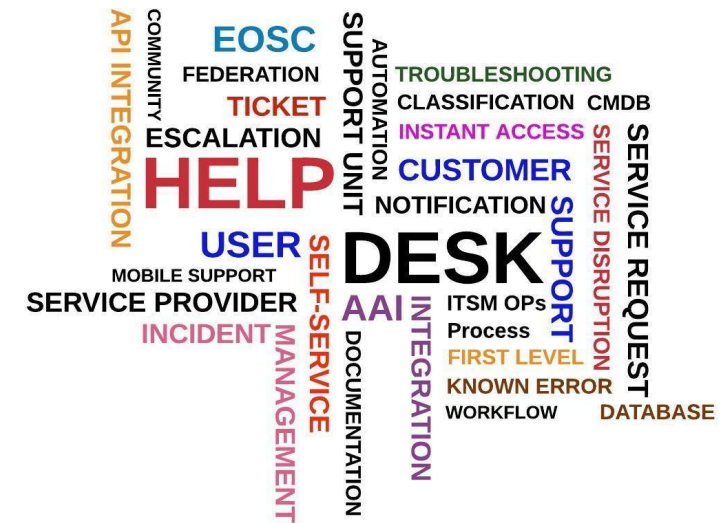 API INTEGRATION
COMMUNITY
EOSC
FEDERATION
TICKET
ESCALATION
HELP
SUPPORT UNIT
AUTOMATION
TROUBLESHOOTING
CLASSIFICATION CMDB
INSTANT ACCESS
CUSTOMER
NOTIFICATION
SERVICE DISRUPTION
SERVICE REQUEST
USER
DESK
SUPPORT
MOBILE SUPPORT
SERVICE PROVIDER
SELF-SERVICE
AAI
INTEGRATION
ITSM OPs
Process
INCIDENT
MANAGEMENT
DOCUMENTATION
FIRST LEVEL
KNOWN ERROR
WORKFLOW
DATABASE